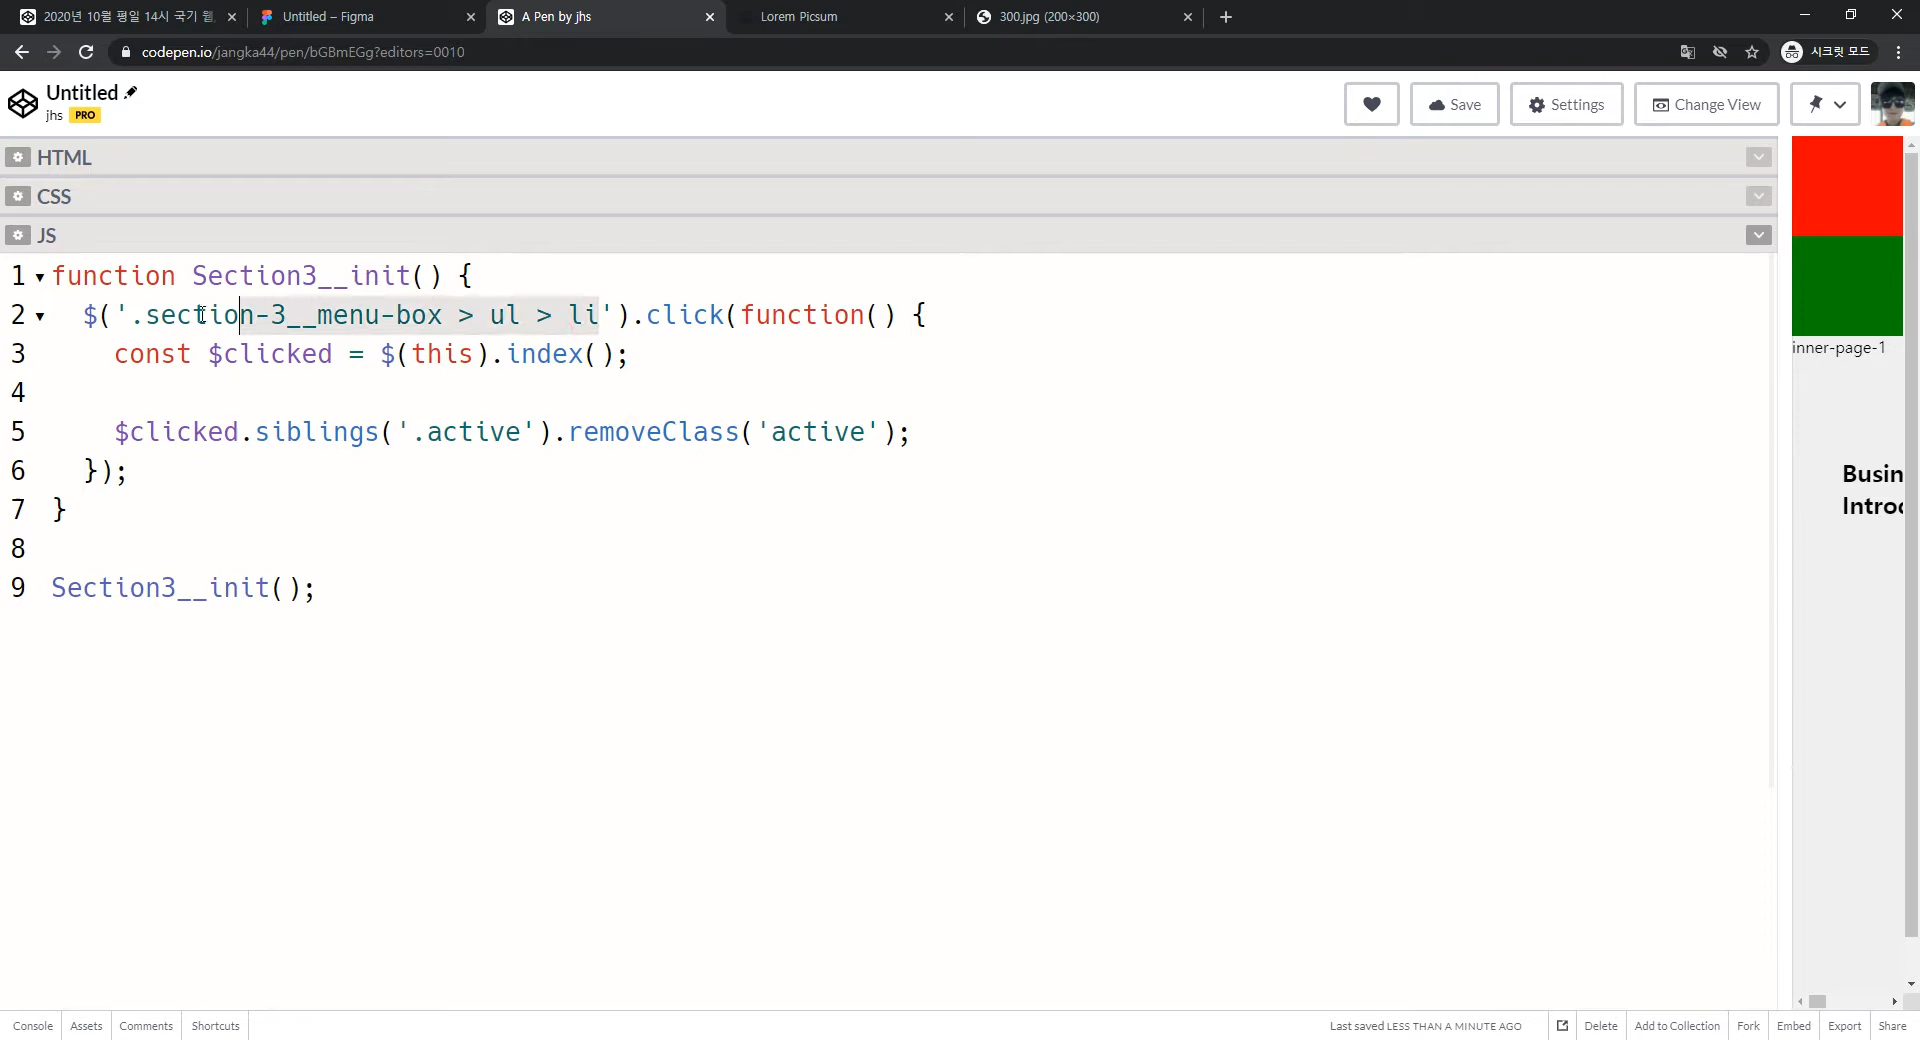 2020년 10월 평일 14시 국기 웹
Untitled – Figma
A Pen by jhs
Lorem Picsum
300.jpg (200×300)
codepen.io/jangka44/pen/bGBmEGg?editors=0010
시크릿 모드
Untitled
jhs PRO
Save
Settings
Change View
HTML
CSS
JS
1 function Section3__init() {
2 $('.section-3__menu-box > ul > li').click(function() {
3 const $clicked = $(this).index();
4
5 $clicked.siblings('.active').removeClass('active');
6 });
7 }
8
9 Section3__init();
inner-page-1
Busin
Introd
Console
Assets
Comments
Shortcuts
Last saved LESS THAN A MINUTE AGO
Delete
Add to Collection
Fork
Embed
Export
Share